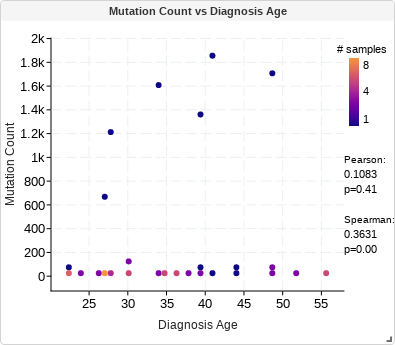 Mutation Count vs Diagnosis Age
2k
1.8k
1.6k
1.4k
1.2k
1k
800
600
400
200
0
Mutation Count
25
30
35
40
45
50
55
Diagnosis Age
# samples
8
4
1
Pearson:
0.1083
p=0.41
Spearman:
0.3631
p=0.00